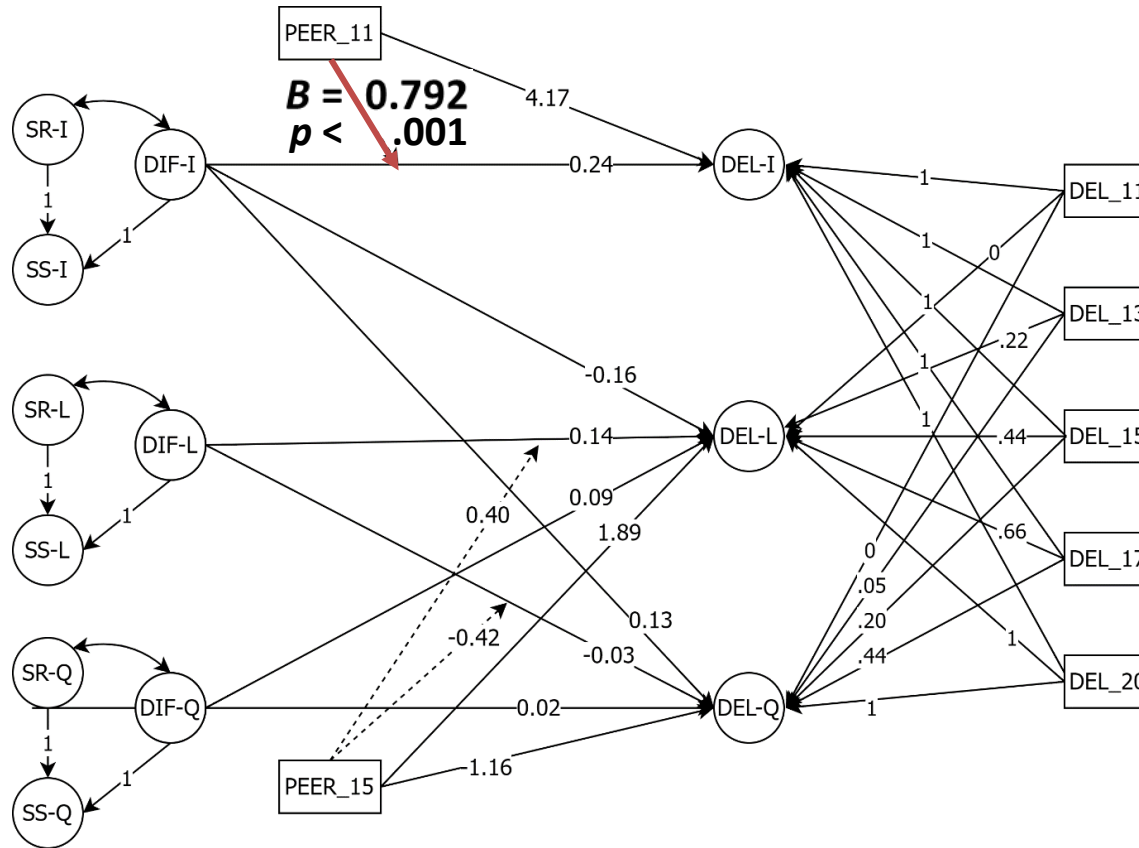 PEER_11
B = 0.792
p < .001
4.17
SR-I
DIF-I
0.24
DEL-I
1
DEL_11
1
1
SS-I
1
0
DEL_13
1
.22
-0.16
1
SR-L
DIF-L
0.14
DEL-L
1
.44
DEL_15
1
1
SS-L
0.40
0.09
1.89
.66
DEL_17
0
.05
0.13
.20
-0.42
-0.03
.44
1
SR-Q
DIF-Q
0.02
DEL-Q
1
DEL_20
1
1
SS-Q
PEER_15
-1.16